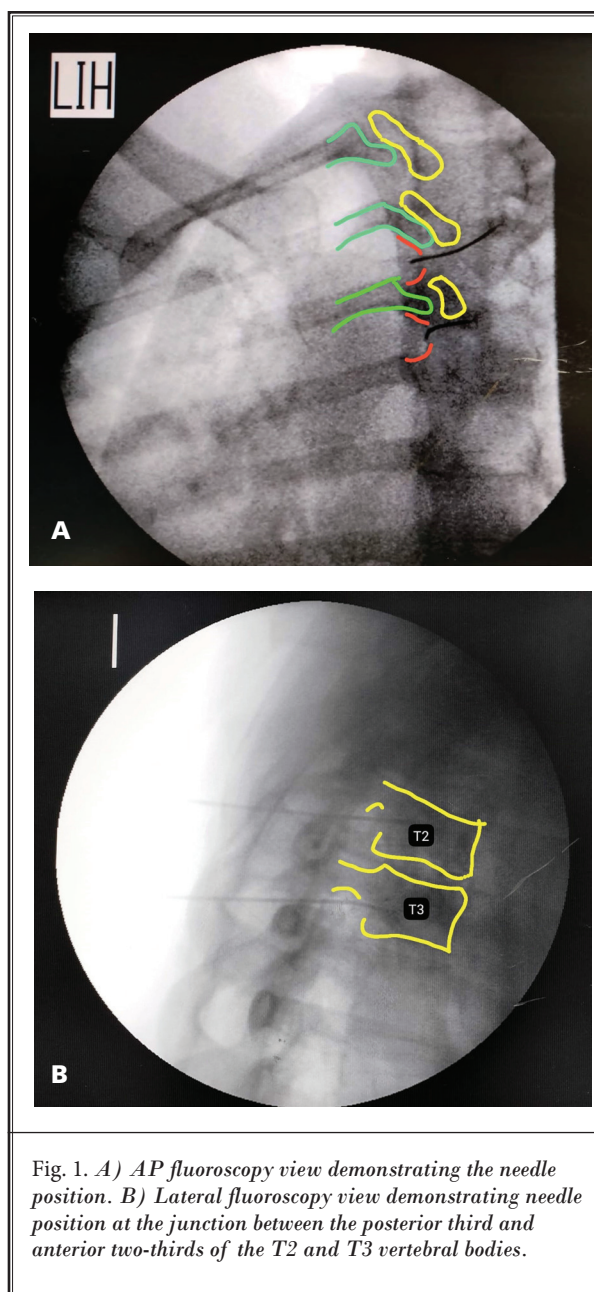 LIH
A
T2
T3
B
Fig. 1. A) AP fluoroscopy view demonstrating the needle
position. B) Lateral fluoroscopy view demonstrating needle
position at the junction between the posterior third and
anterior two-thirds of the T2 and T3 vertebral bodies.